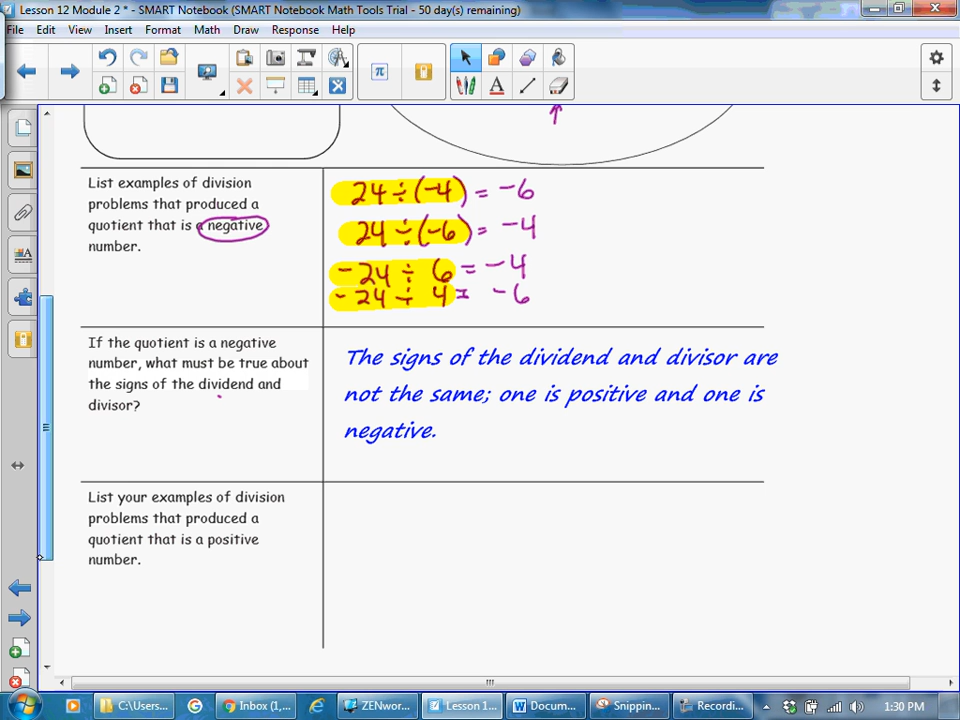 Lesson 12 Module 2 * - SMART Notebook (SMART Notebook Math Tools Trial - 50 day(s) remaining)
File Edit View Insert Format Math Draw Response Help
π
A
List examples of division
problems that produced a
quotient that is a negative
number.
24 ÷ (-4) = -6
24 ÷ (-6) = -4
-24 ÷ 6 = -4
-24 ÷ 4 = -6
If the quotient is a negative
number, what must be true about
the signs of the dividend and
divisor?
The signs of the dividend and divisor are
not the same; one is positive and one is
negative.
List your examples of division
problems that produced a
quotient that is a positive
number.
C:\Users... Inbox (1,... ZENwor... Lesson 1... Docum... Snippin... Recordi... 1:30 PM